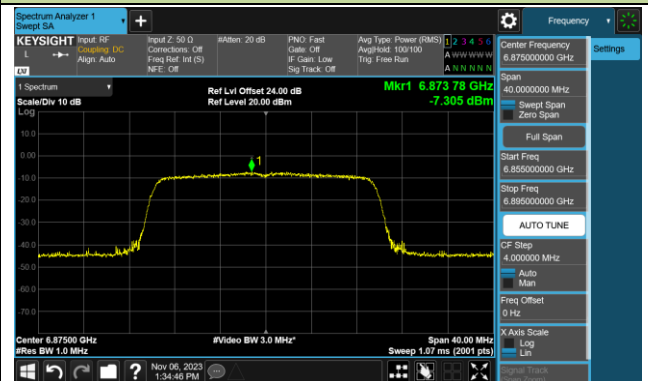 Spectrum Analyzer 1
Swept SA
Frequency
KEYSIGHT
L
LXI
Input: RF
Coupling: DC
Align: Auto
Input Z: 50 Ω
Corrections: Off
Freq Ref: Int (S)
NFE: Off
#Atten: 20 dB
PNO: Fast
Gate: Off
IF Gain: Low
Sig Track: Off
Avg Type: Power (RMS)
Avg|Hold: 100/100
Trig: Free Run
1 2 3 4 5 6
A W W W W W
A N N N N N
Settings
1 Spectrum
Scale/Div 10 dB
Log
Ref Lvl Offset 24.00 dB
Ref Level 20.00 dBm
Mkr1 6.873 78 GHz
-7.305 dBm
10.0
0.00
-10.0
-20.0
-30.0
-40.0
-50.0
-60.0
-70.0
1
Center 6.87500 GHz
#Res BW 1.0 MHz
#Video BW 3.0 MHz*
Span 40.00 MHz
Sweep 1.07 ms (2001 pts)
Center Frequency
6.875000000 GHz
Span
40.0000000 MHz
Swept Span
Zero Span
Full Span
Start Freq
6.855000000 GHz
Stop Freq
6.895000000 GHz
AUTO TUNE
CF Step
4.000000 MHz
Auto
Man
Freq Offset
0 Hz
X Axis Scale
Log
Lin
Signal Track
(Span Zoom)
Nov 06, 2023
1:34:46 PM